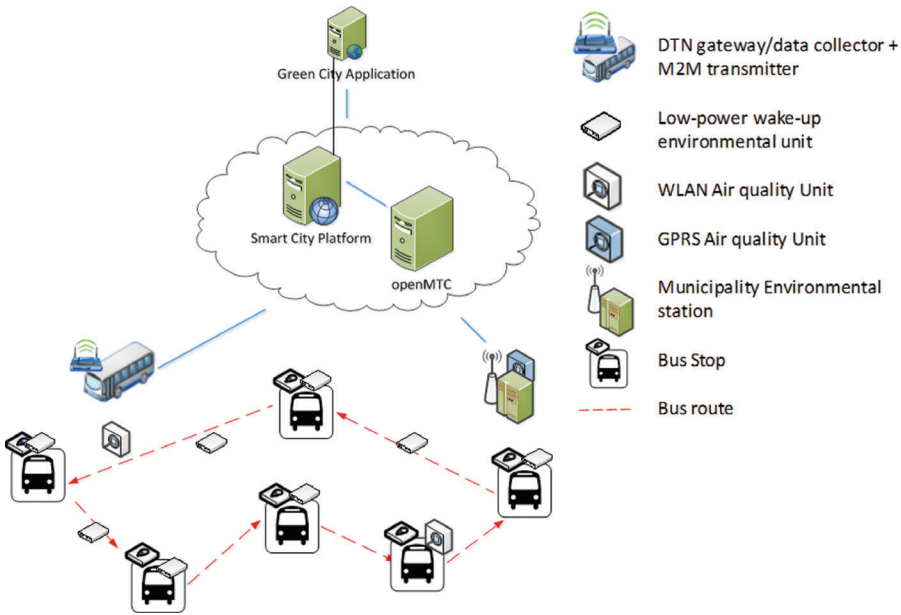 Green City Application
Smart City Platform
openMTC
DTN gateway/data collector +
M2M transmitter
Low-power wake-up
environmental unit
WLAN Air quality Unit
GPRS Air quality Unit
Municipality Environmental
station
Bus Stop
Bus route